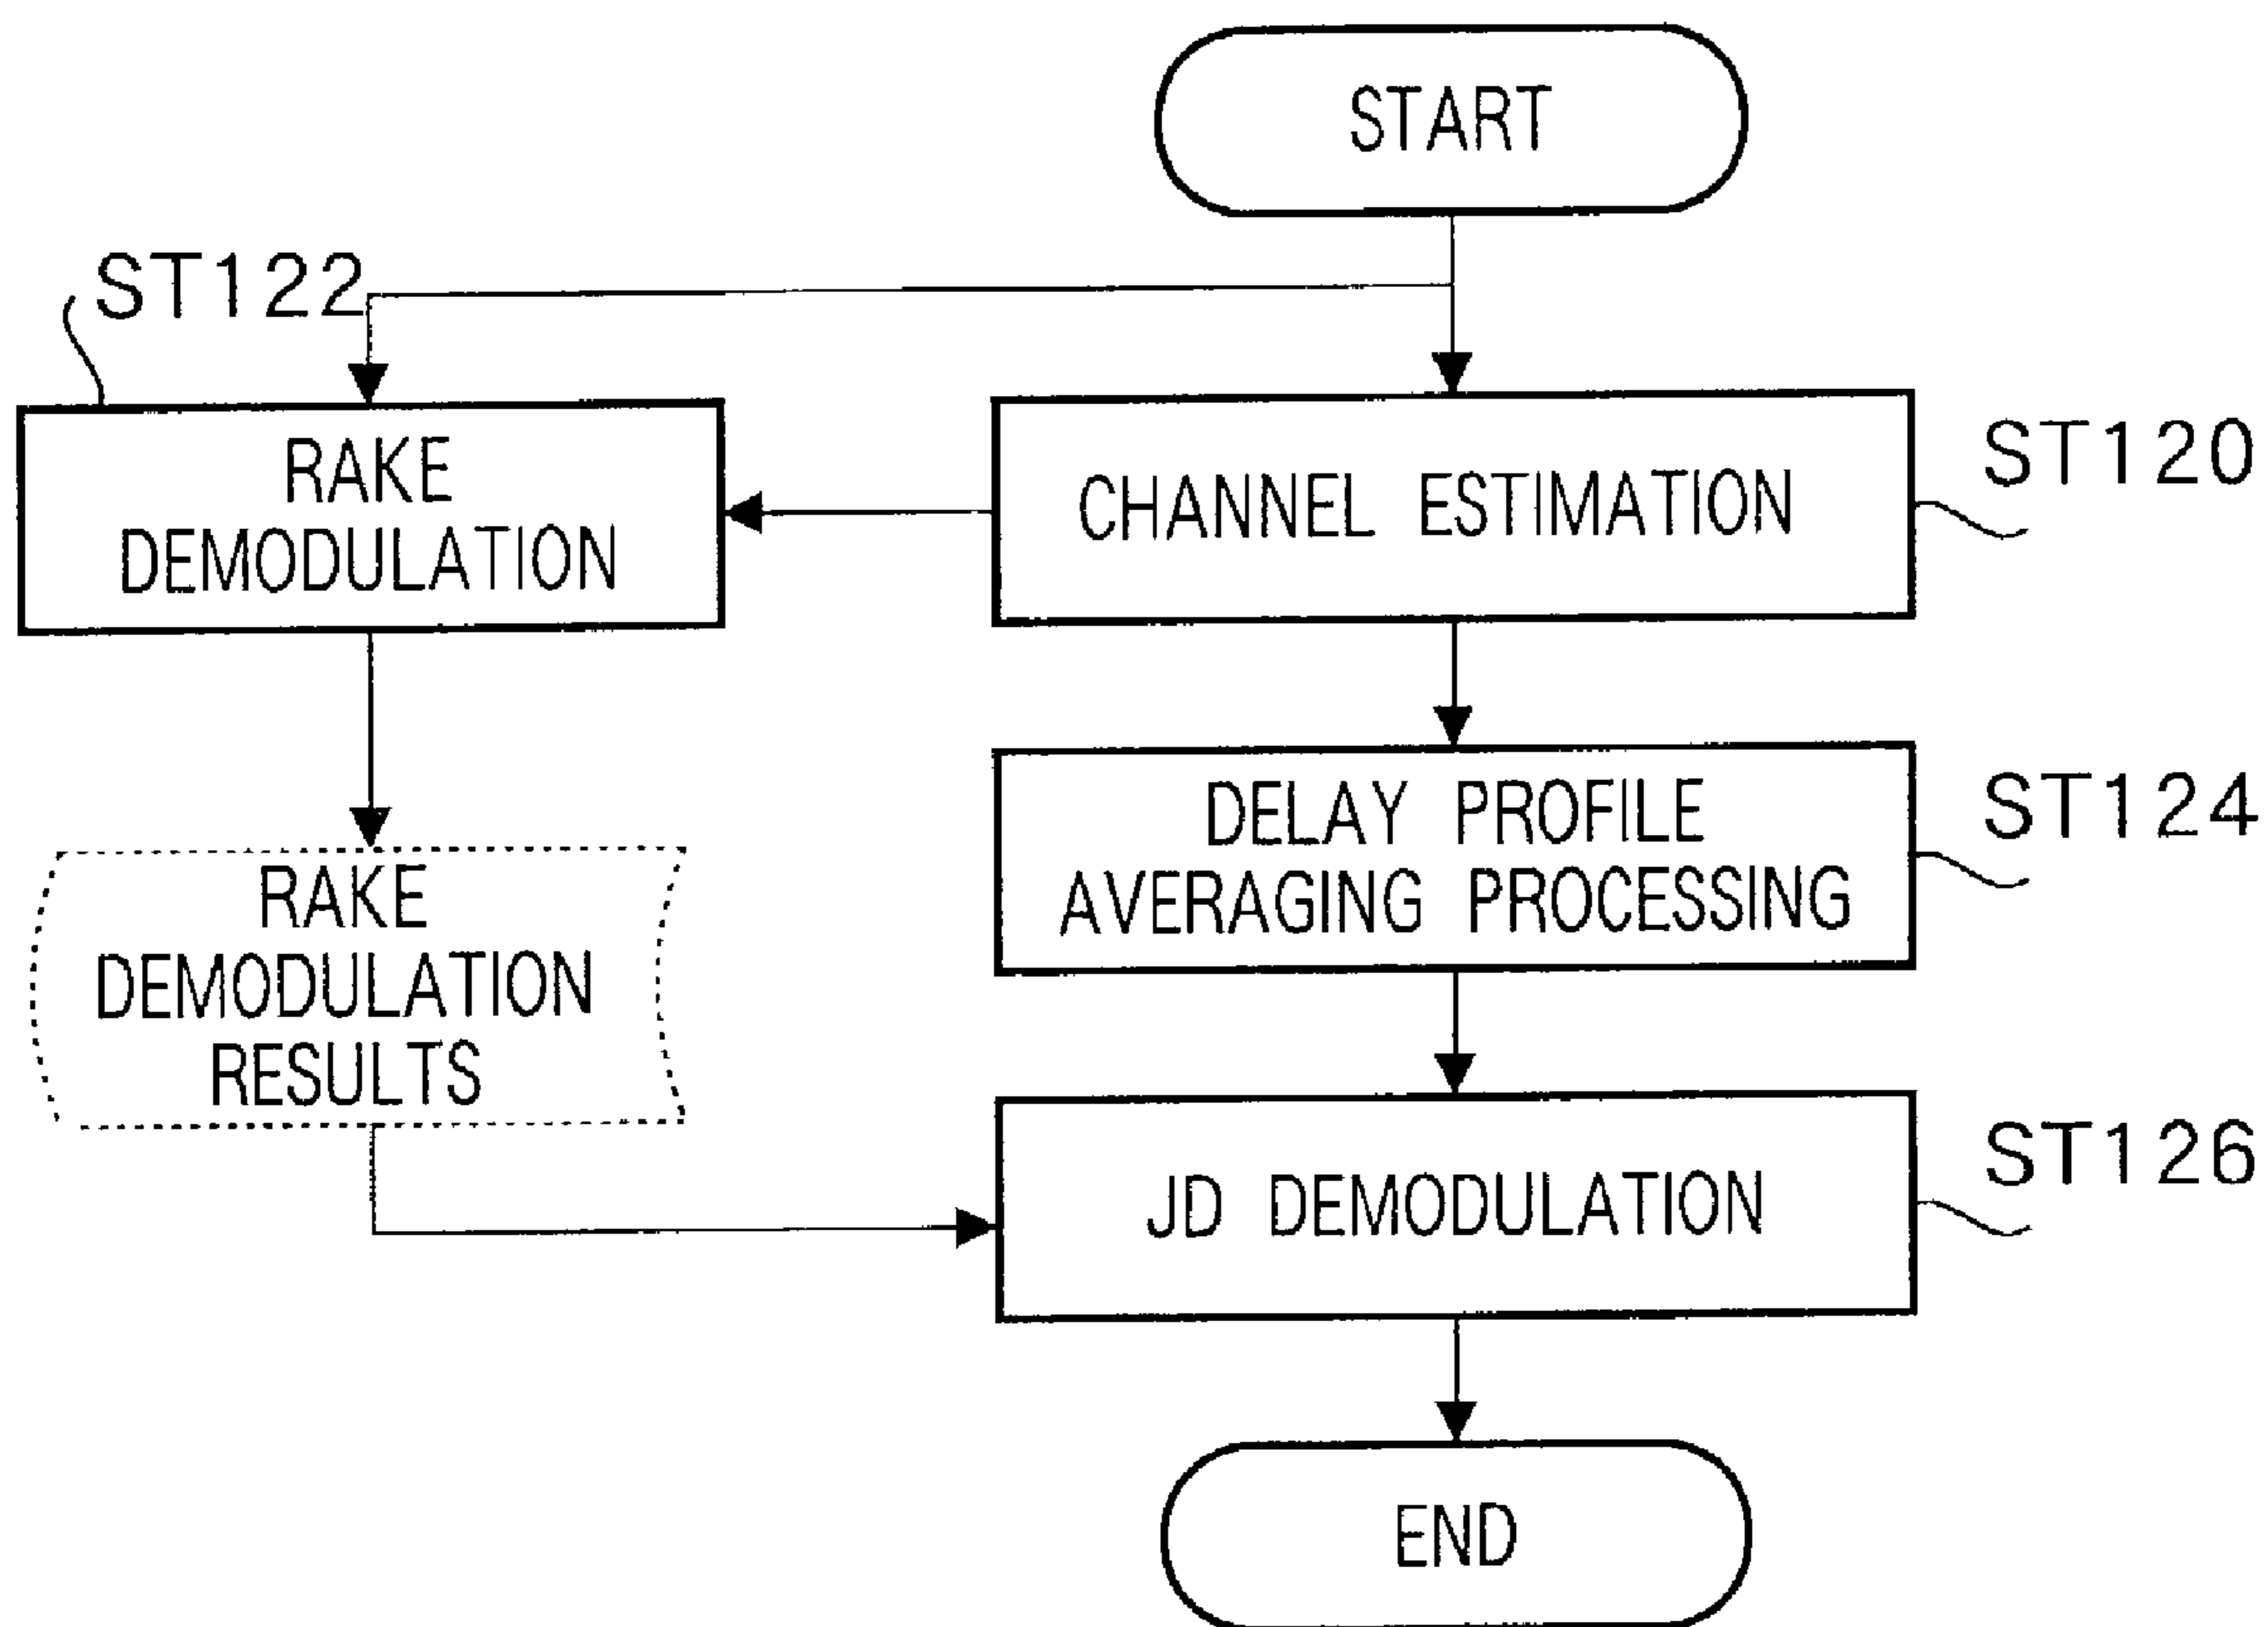 START
ST122
RAKE
DEMODULATION
CHANNEL ESTIMATION
ST120
DELAY PROFILE
AVERAGING PROCESSING
ST124
RAKE
DEMODULATION
RESULTS
JD DEMODULATION
ST126
END